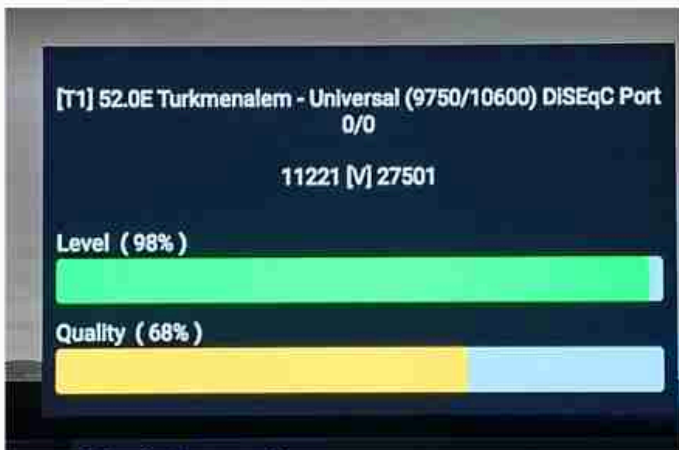 [T1] 52.0E Turkmenalem - Universal (9750/10600) DISEqC Port
0/0
11221 [V] 27501
Level ( 98% )
Quality ( 68% )